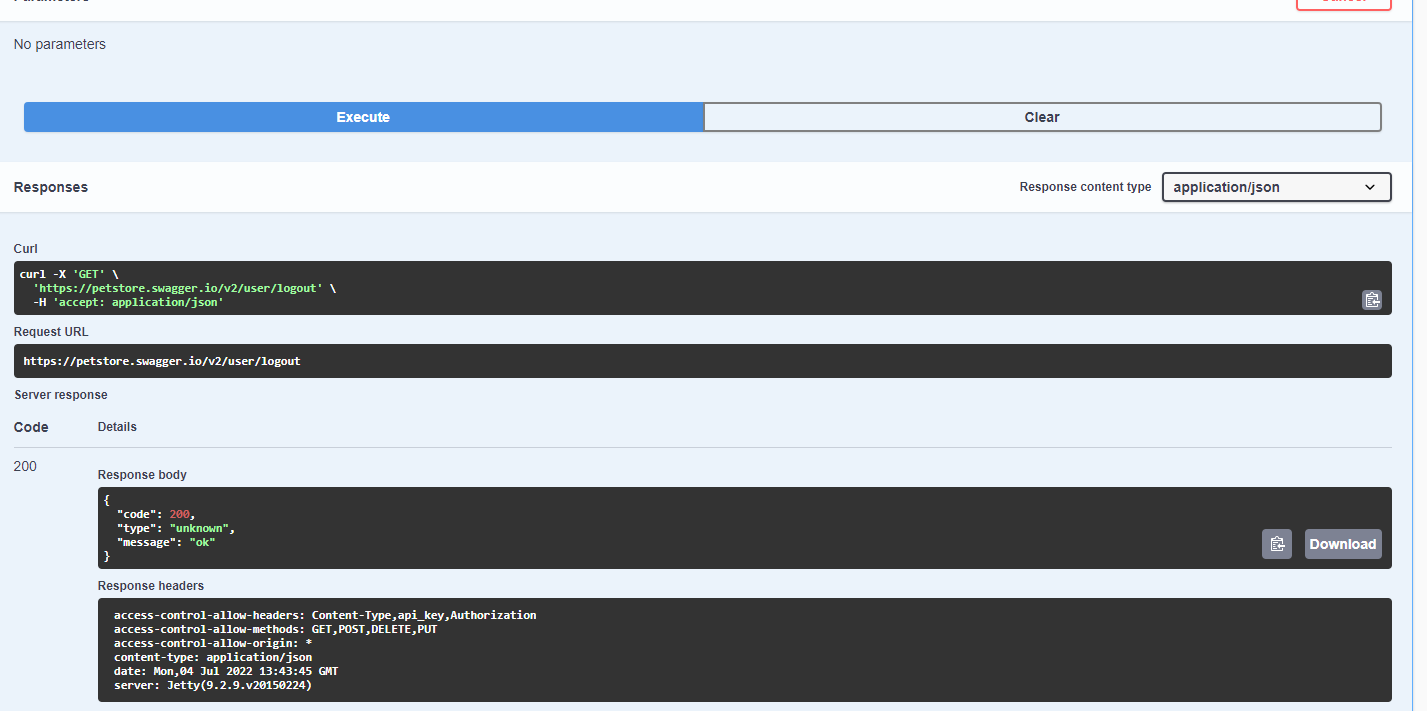 No parameters
Execute
Clear
Responses
Response content type
application/json
Curl
curl -X 'GET' \
'https://petstore.swagger.io/v2/user/logout' \
-H 'accept: application/json'
Request URL
https://petstore.swagger.io/v2/user/logout
Server response
Code
Details
200
Response body
{
"code": 200,
"type": "unknown",
"message": "ok"
}
Download
Response headers
access-control-allow-headers: Content-Type,api_key,Authorization
access-control-allow-methods: GET,POST,DELETE,PUT
access-control-allow-origin: *
content-type: application/json
date: Mon,04 Jul 2022 13:43:45 GMT
server: Jetty(9.2.9.v20150224)